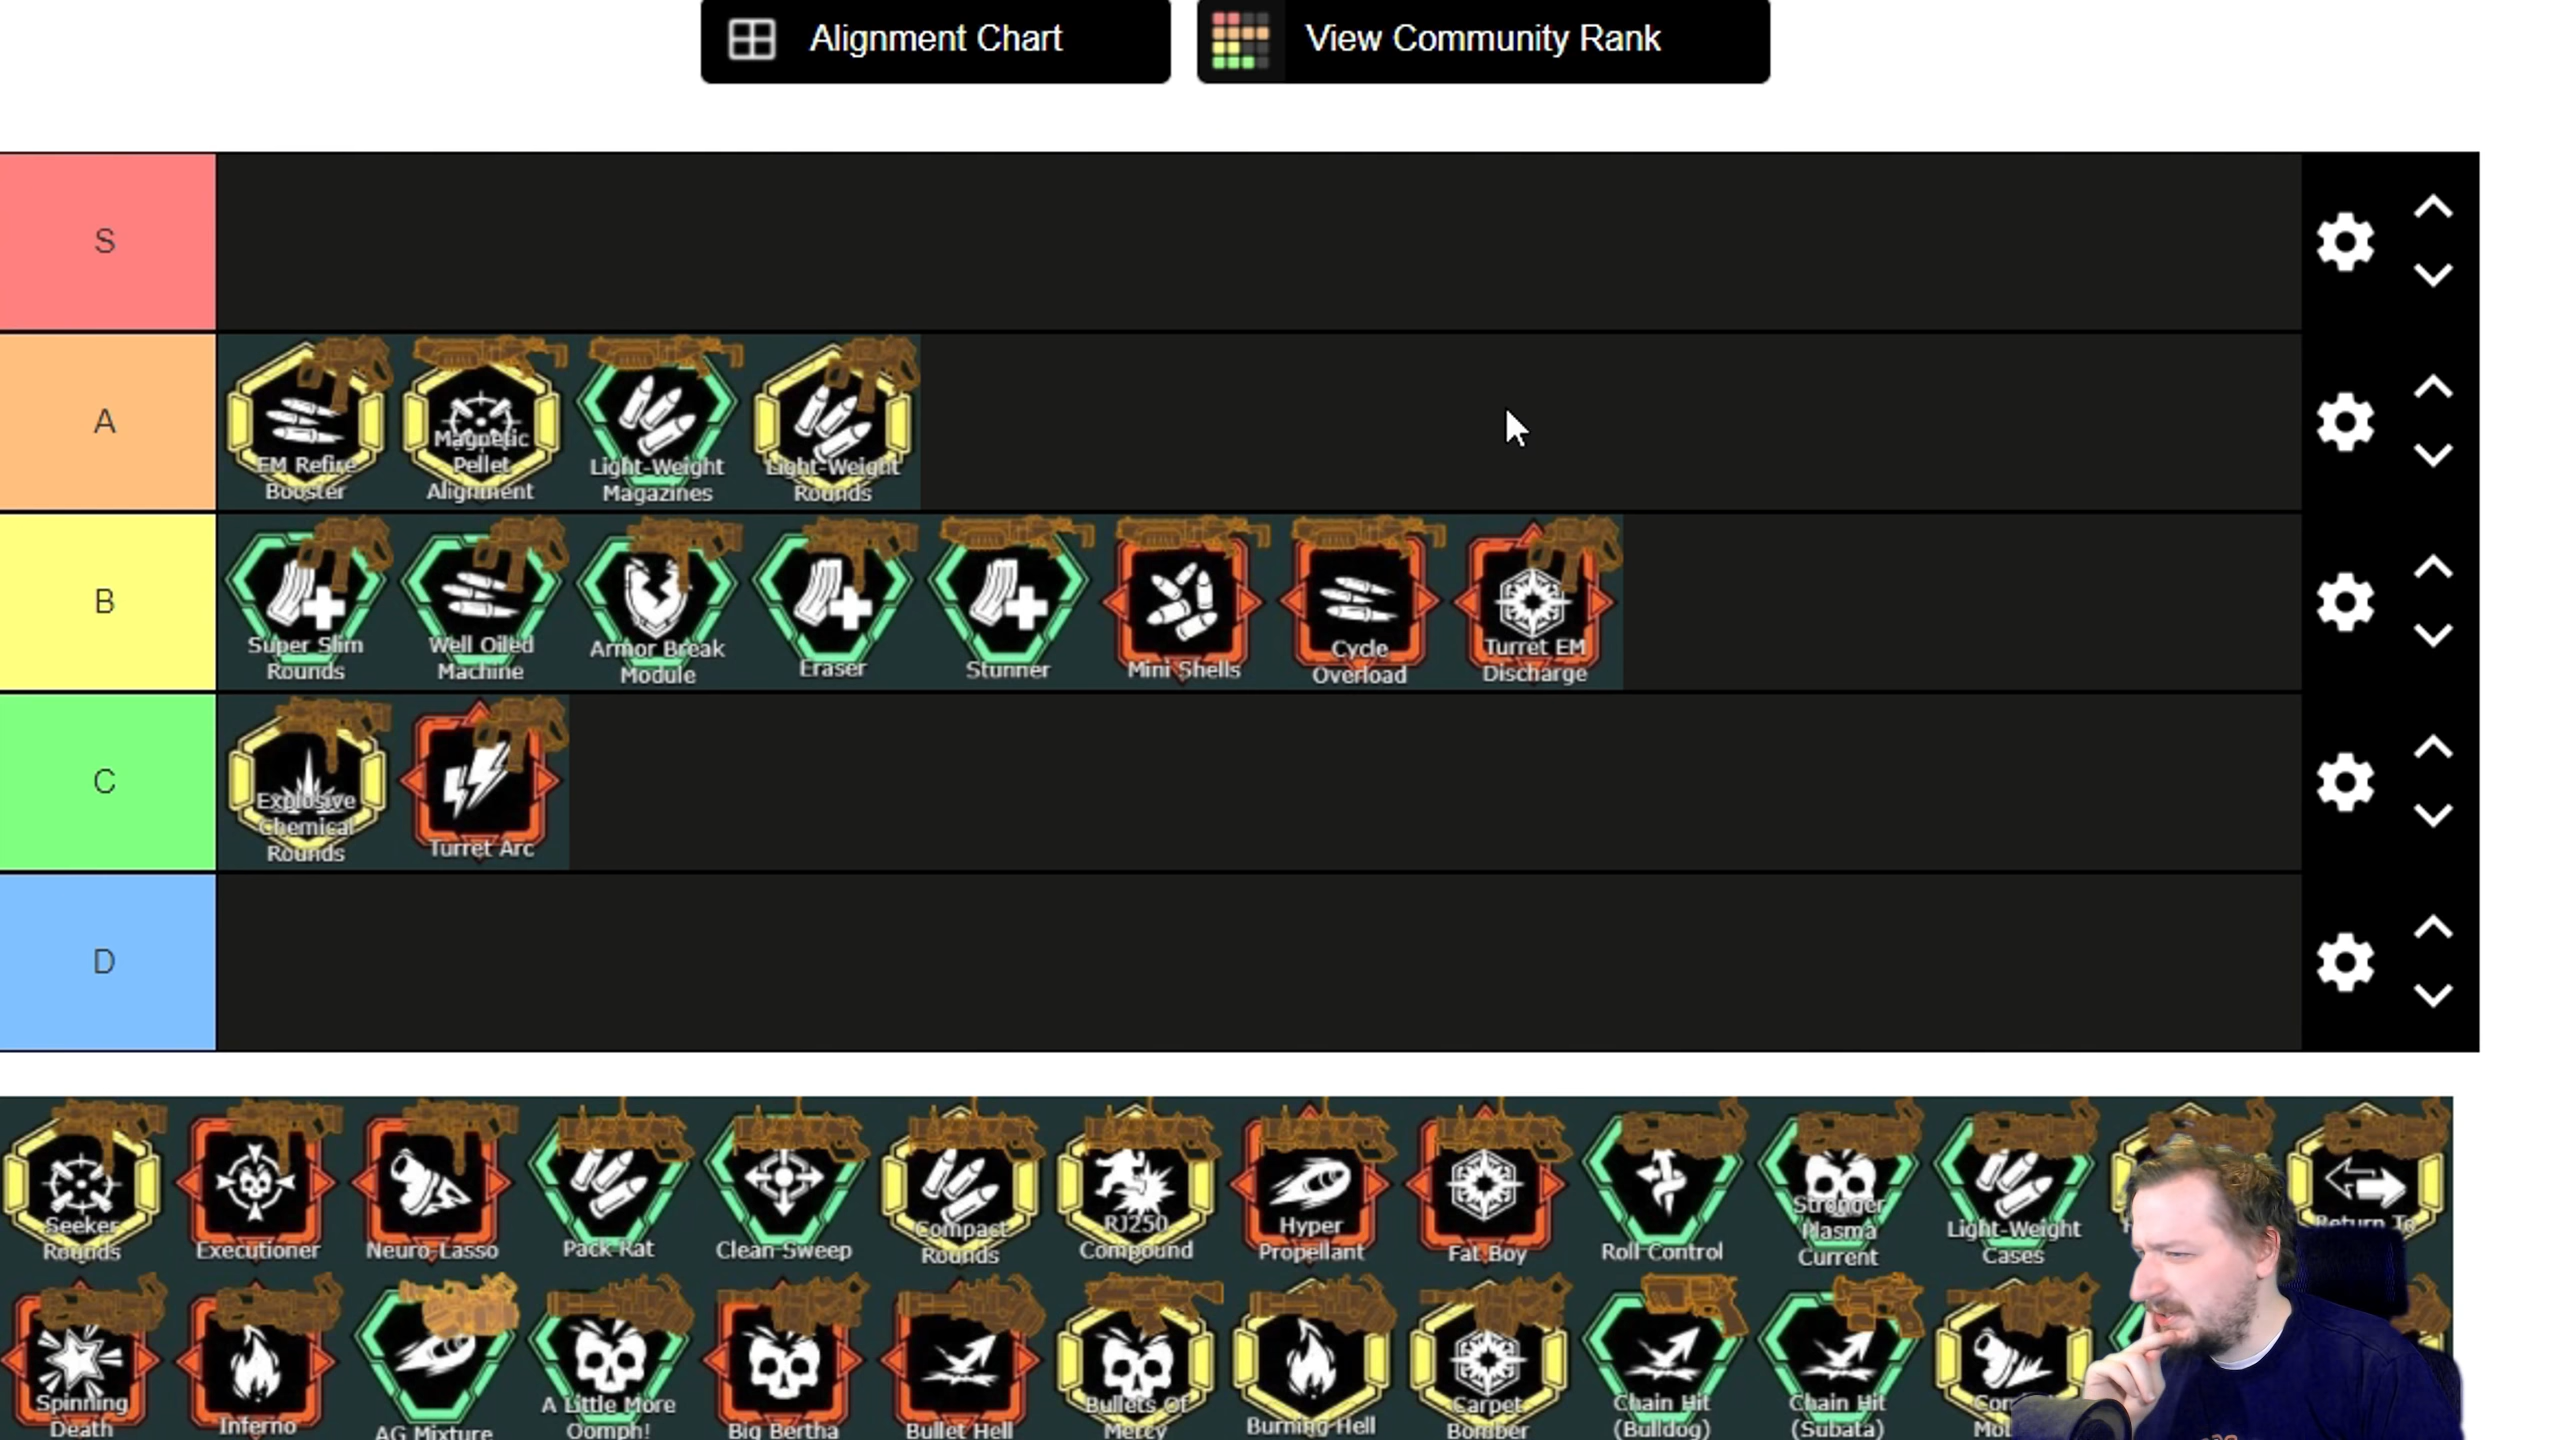 Alignment Chart
View Community Rank
S
A
EM Refire
Booster
Magnetic
Pellet
Alignment
Light-Weight
Magazines
Light-Weight
Rounds
B
Super Slim
Rounds
Well Oiled
Machine
Armor Break
Module
Eraser
Stunner
Mini Shells
Cycle
Overload
Turret EM
Discharge
C
Explosive
Chemical
Rounds
Turret Arc
D
Seeker
Rounds
Executioner
Neuro-Lasso
Pack Rat
Clean Sweep
Compact
Rounds
RJ250
Compound
Hyper
Propellant
Fat Boy
Roll Control
Stronger
Plasma
Current
Light-Weight
Cases
Return To
Spinning
Death
Inferno
AG Mixture
A Little More
Oomph!
Big Bertha
Bullet Hell
Bullets Of
Mercy
Burning Hell
Carpet
Bomber
Chain Hit
(Bulldog)
Chain Hit
(Subata)